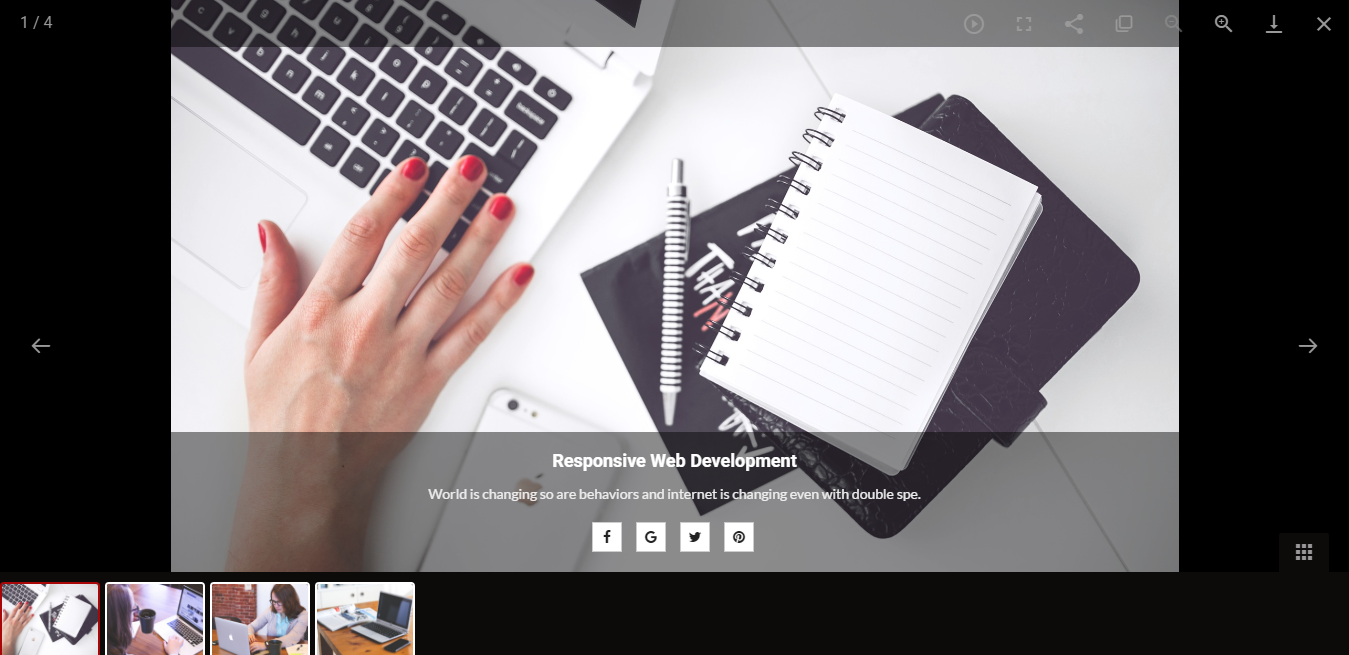 1 / 4
Responsive Web Development
World is changing so are behaviors and internet is changing even with double spe.